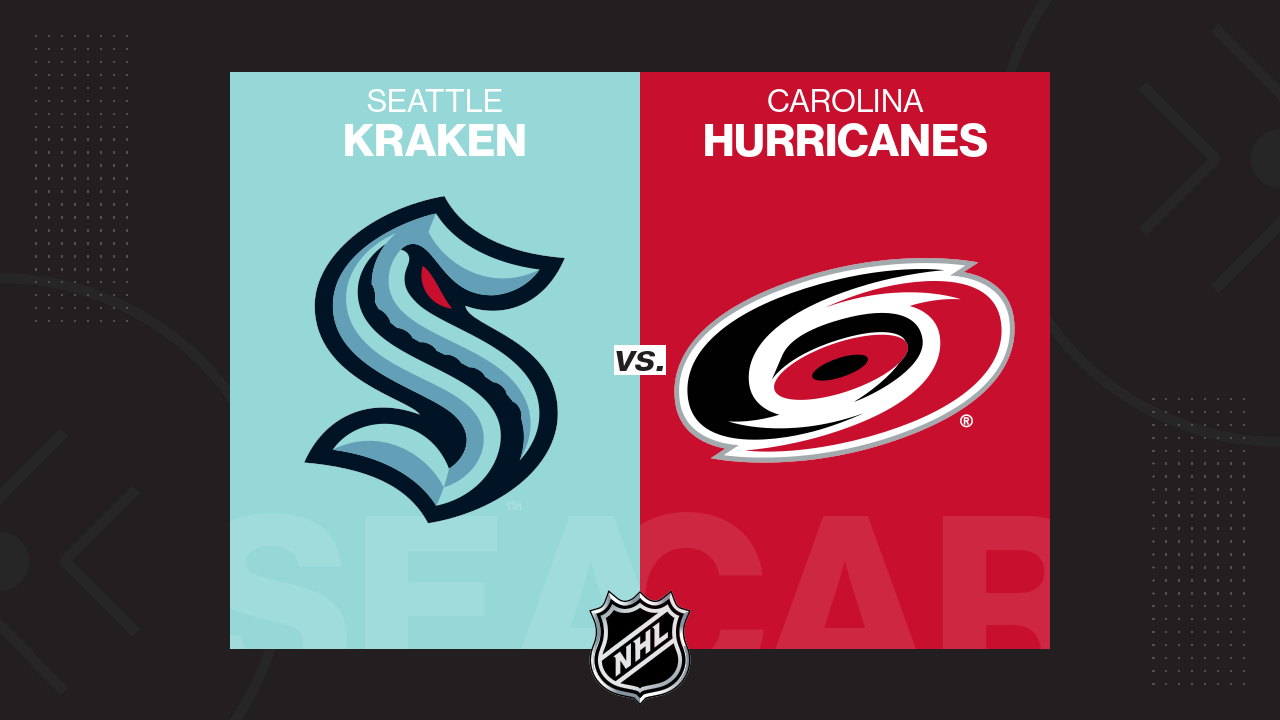 SEATTLE
KRAKEN
CAROLINA
HURRICANES
vs.
®
SEA
CAR
NHL